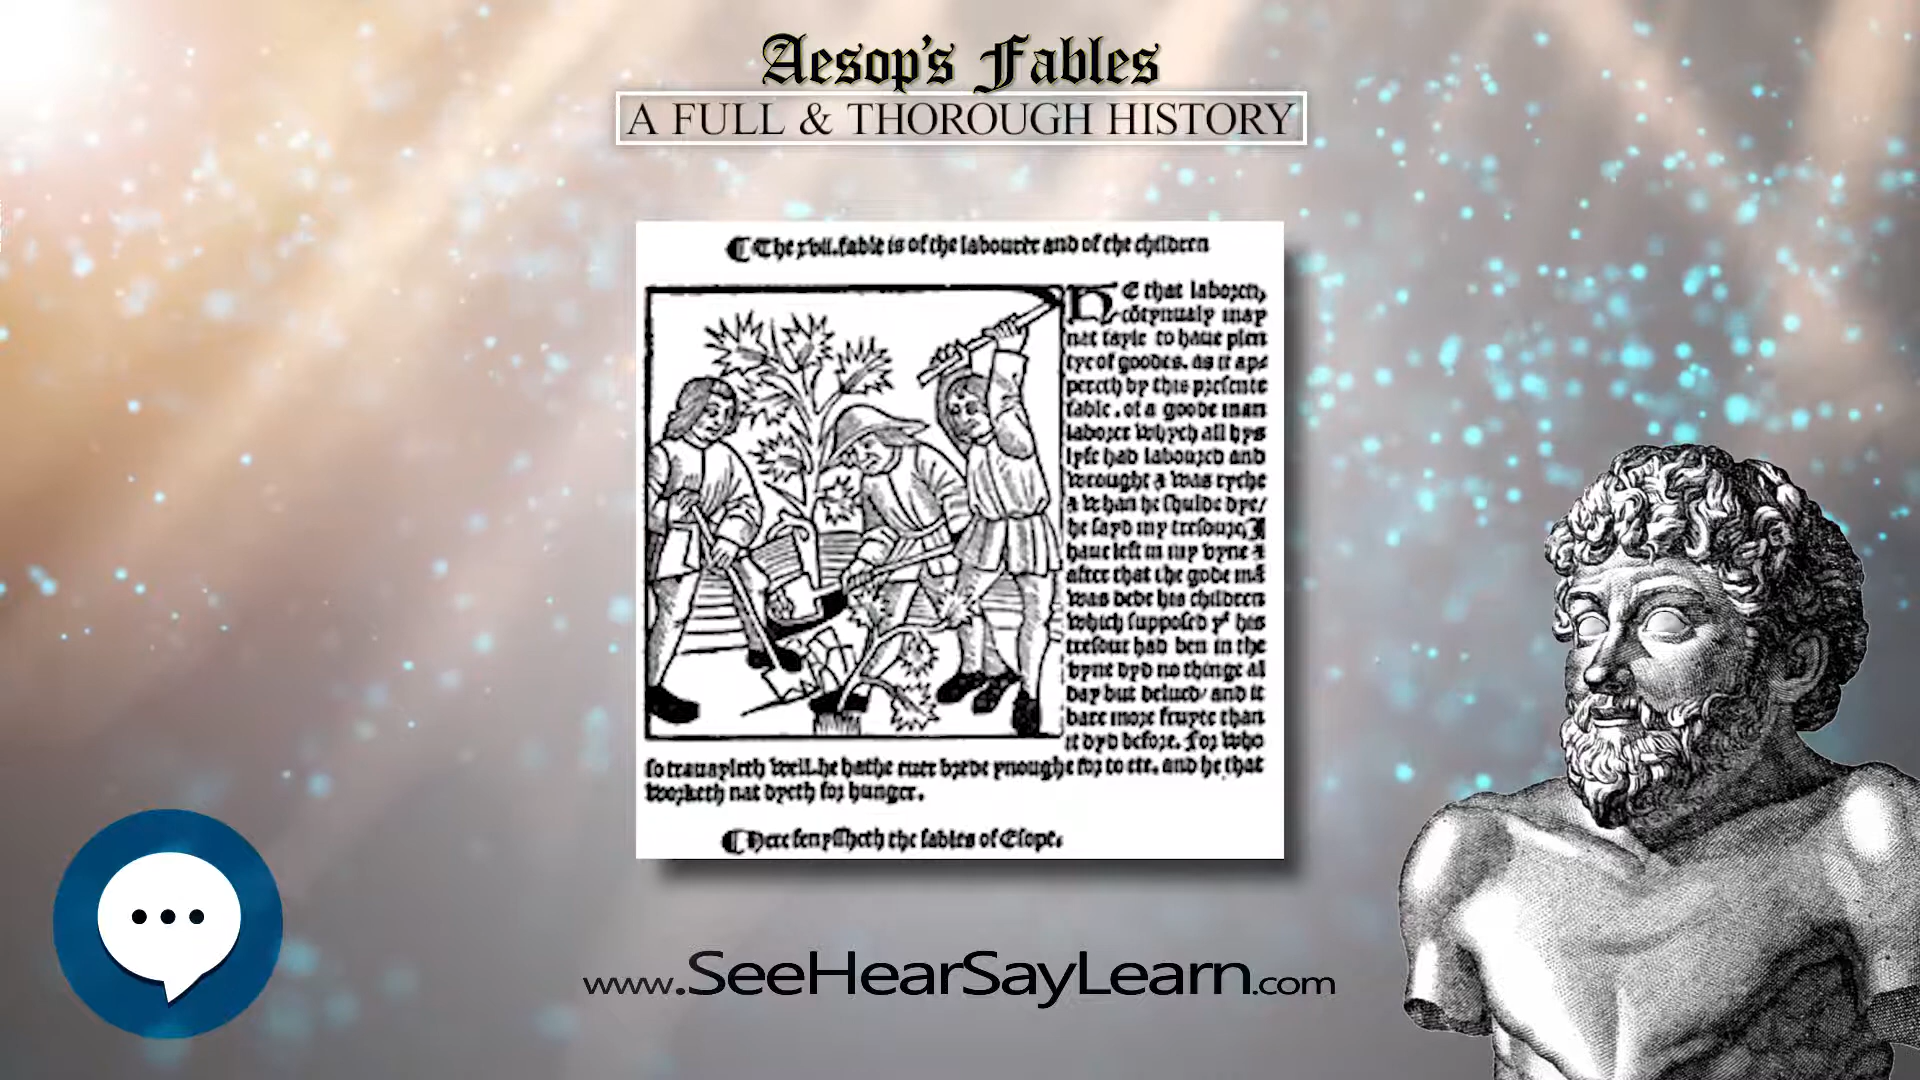 Aesop's Fables
A FULL & THOROUGH HISTORY
¶ The xvii. fable is of the labourer and of the children
HE that laboreth,
cōtynualy may
nat fayle to haue plen
tye of goodes. as it ap⸗
pereth by this presente
fable. of a goode man
laborer whych all hys
lyfe had laboured and
wrought & was ryche
& whan he shulde dye/
he sayd my tresoure, I
haue left in my vyne &
after that the gode mā
was dede his children
which supposed yͭ his
tresour had ben in the
vyne dyd no thinge al
day but delued/ and it
bare more fruyte than
it dyd before. For who
so trauayleth well. he hathe euer brede ynoughe for to ete. and he that
worketh nat dyeth for hunger.
¶ Here fenyssheth the fables of Esope.
www.SeeHearSayLearn.com